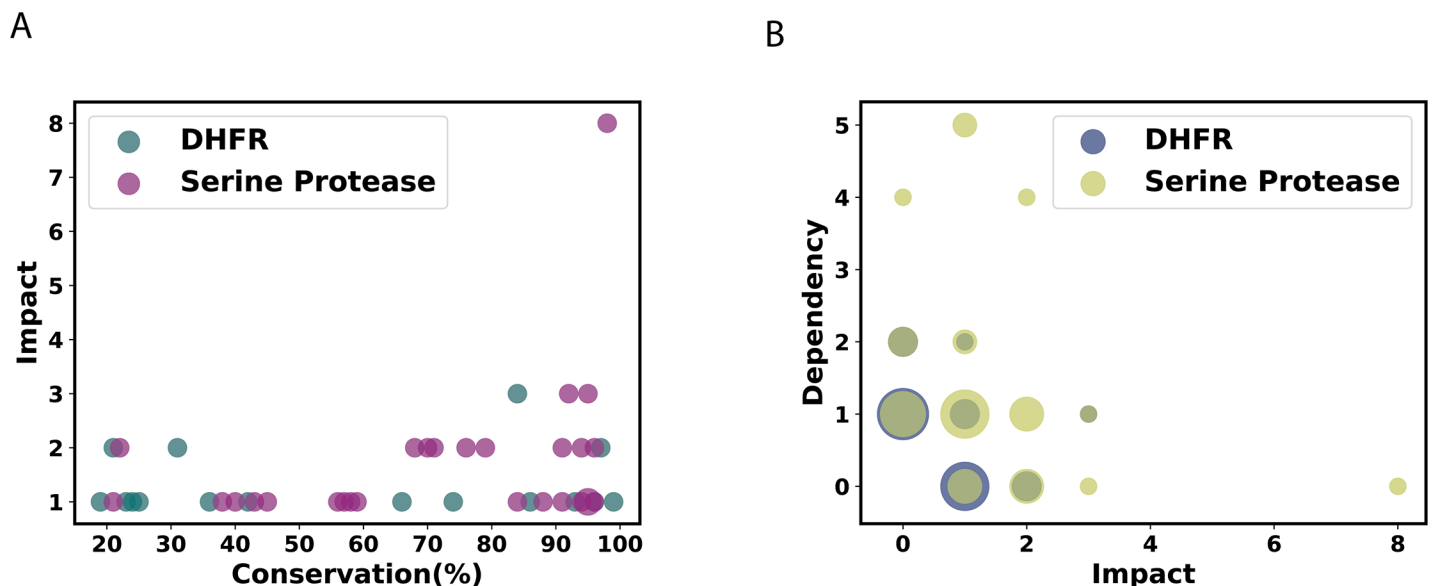 A
B
8
7
6
5
4
3
2
1
Impact
DHFR
Serine Protease
20 30 40 50 60 70 80 90 100
Conservation(%)
5
4
3
2
1
0
Dependency
DHFR
Serine Protease
0 2 4 6 8
Impact